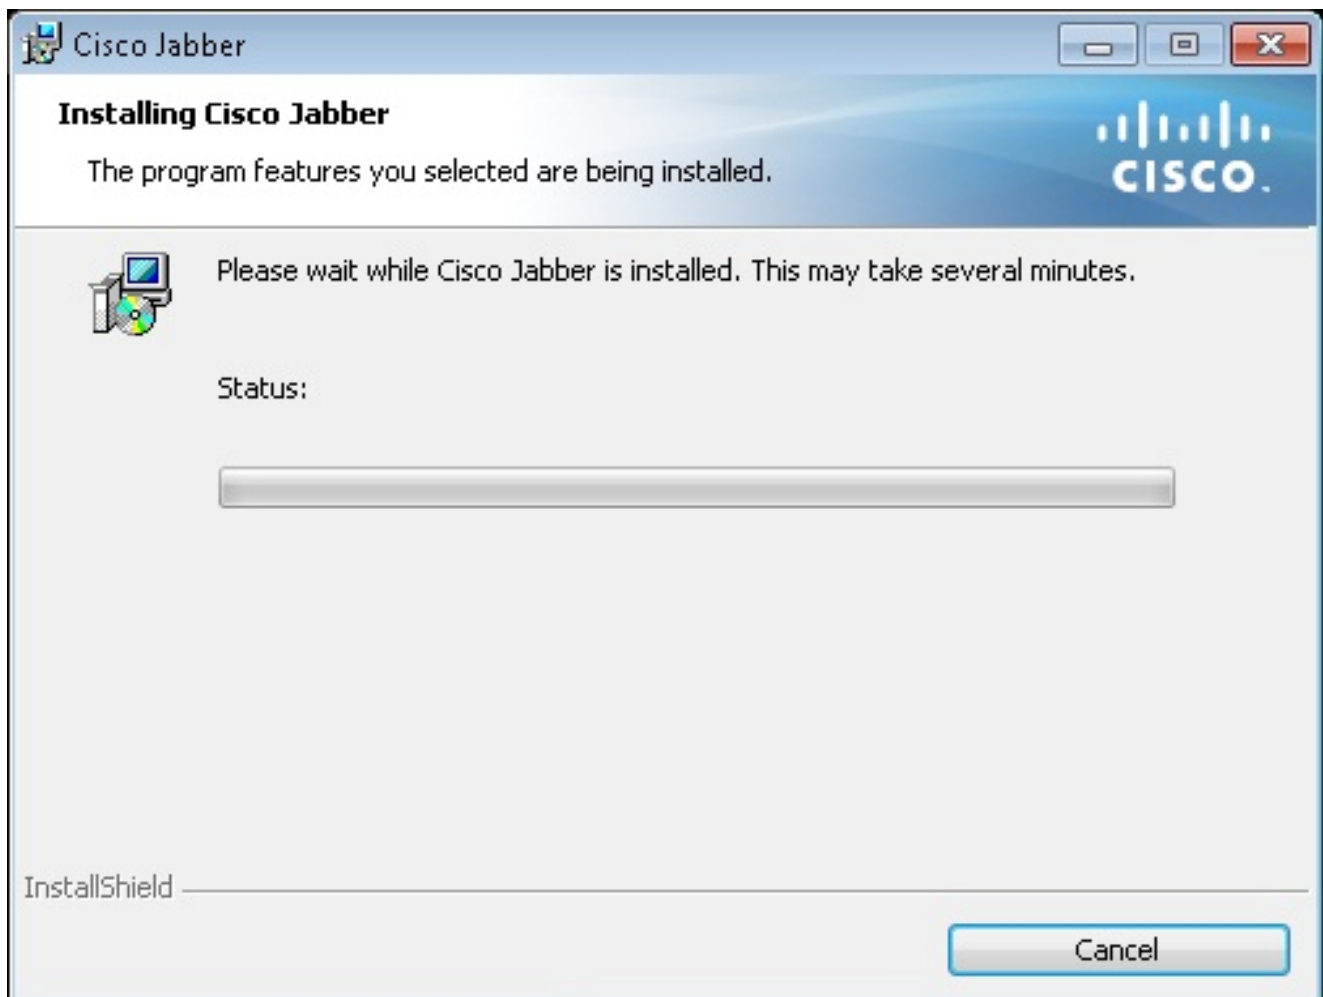 Cisco Jabber
Installing Cisco Jabber
The program features you selected are being installed.
CISCO.
Please wait while Cisco Jabber is installed. This may take several minutes.
Status:
InstallShield
Cancel